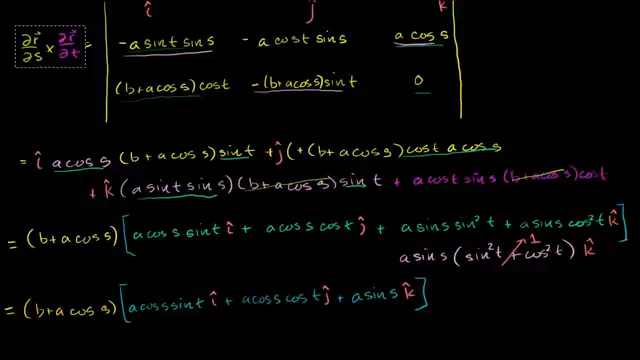 î ĵ k̂
∂r⃗/∂s × ∂r⃗/∂t = | -a sin t sin s - a cos t sin s a cos s |
| (b + a cos s) cos t - (b + a cos s) sin t 0 |
= î a cos s (b + a cos s) sin t + ĵ (+(b + a cos s) cos t a cos s
+ k̂ (a sin t sin s) (b + a cos s) sin t + a cos t sin s (b + a cos s) cos t
= (b + a cos s) [ a cos s sin t î + a cos s cos t ĵ + a sin s sin² t + a sin s cos² t k̂ ]
a sin s (sin² t + cos² t) k̂
1
= (b + a cos s) [ a cos s sin t î + a cos s cos t ĵ + a sin s k̂ ]